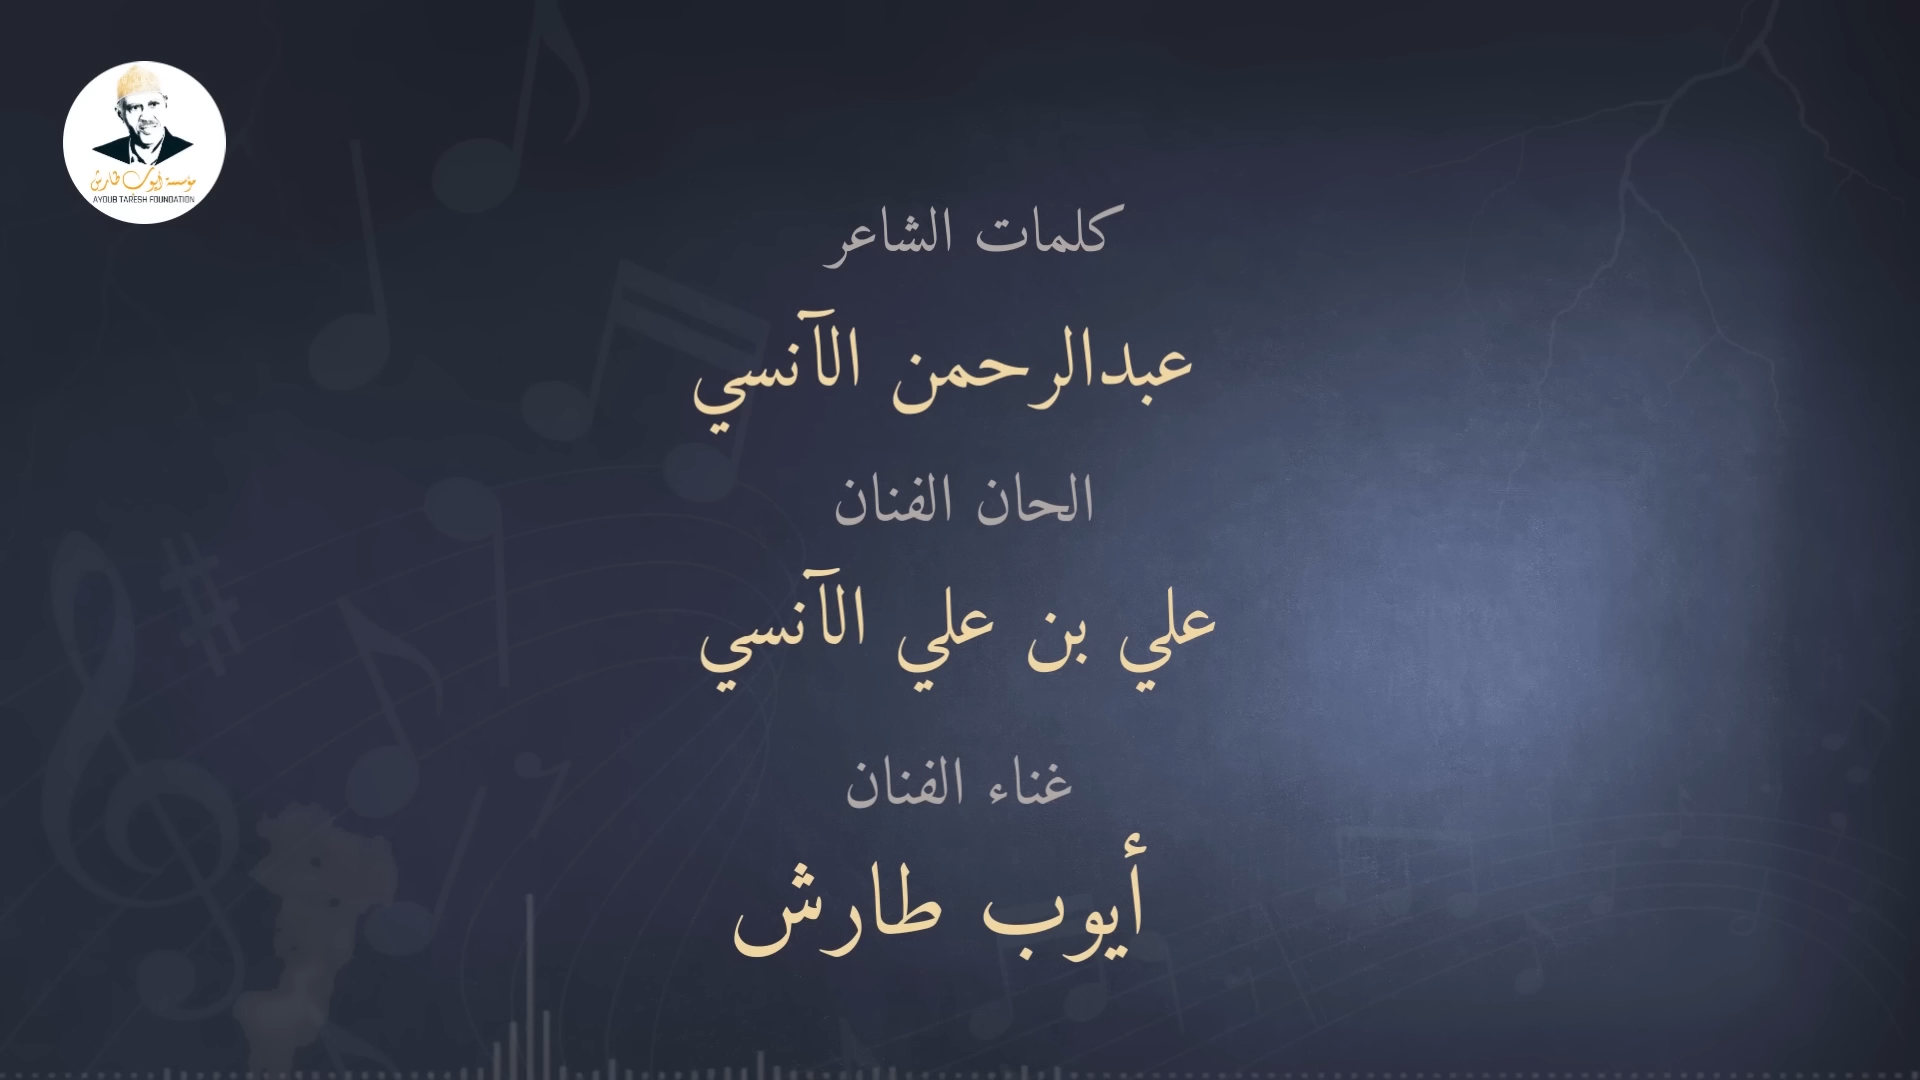 مؤسسة أيوب طارش
AYOUB TARESH FOUNDATION
كلمات الشاعر
عبدالرحمن الآنسي
الحان الفنان
علي بن علي الآنسي
غناء الفنان
أيوب طارش